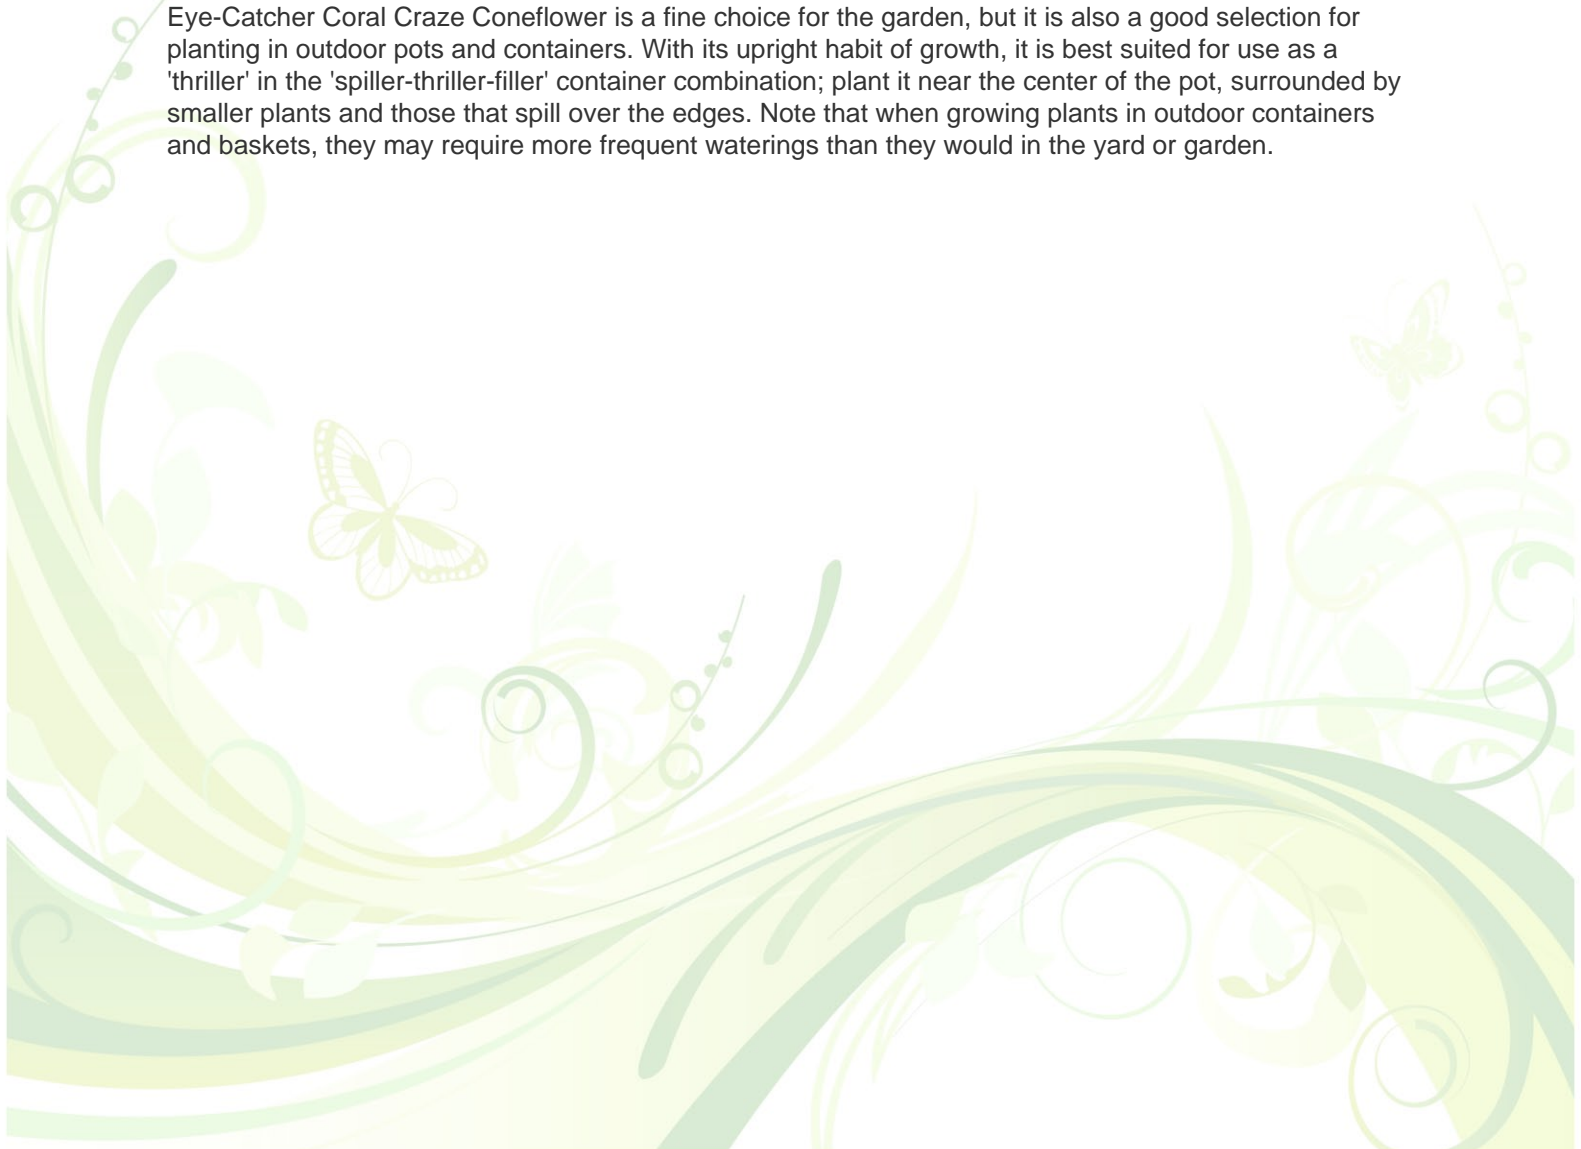 Eye-Catcher Coral Craze Coneflower is a fine choice for the garden, but it is also a good selection for
planting in outdoor pots and containers. With its upright habit of growth, it is best suited for use as a
'thriller' in the 'spiller-thriller-filler' container combination; plant it near the center of the pot, surrounded by
smaller plants and those that spill over the edges. Note that when growing plants in outdoor containers
and baskets, they may require more frequent waterings than they would in the yard or garden.